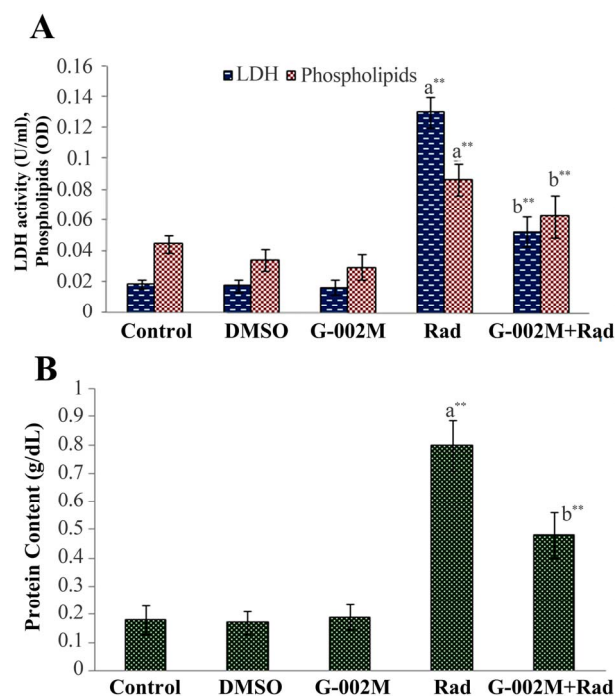 A
LDH activity (U/ml),
Phospholipids (OD)
0.16
0.14
0.12
0.1
0.08
0.06
0.04
0.02
0
LDH Phospholipids
a**
a**
b**
b**
Control DMSO G-002M Rad G-002M+Rad
B
Protein Content (g/dL)
1
0.9
0.8
0.7
0.6
0.5
0.4
0.3
0.2
0.1
0
a**
b**
Control DMSO G-002M Rad G-002M+Rad